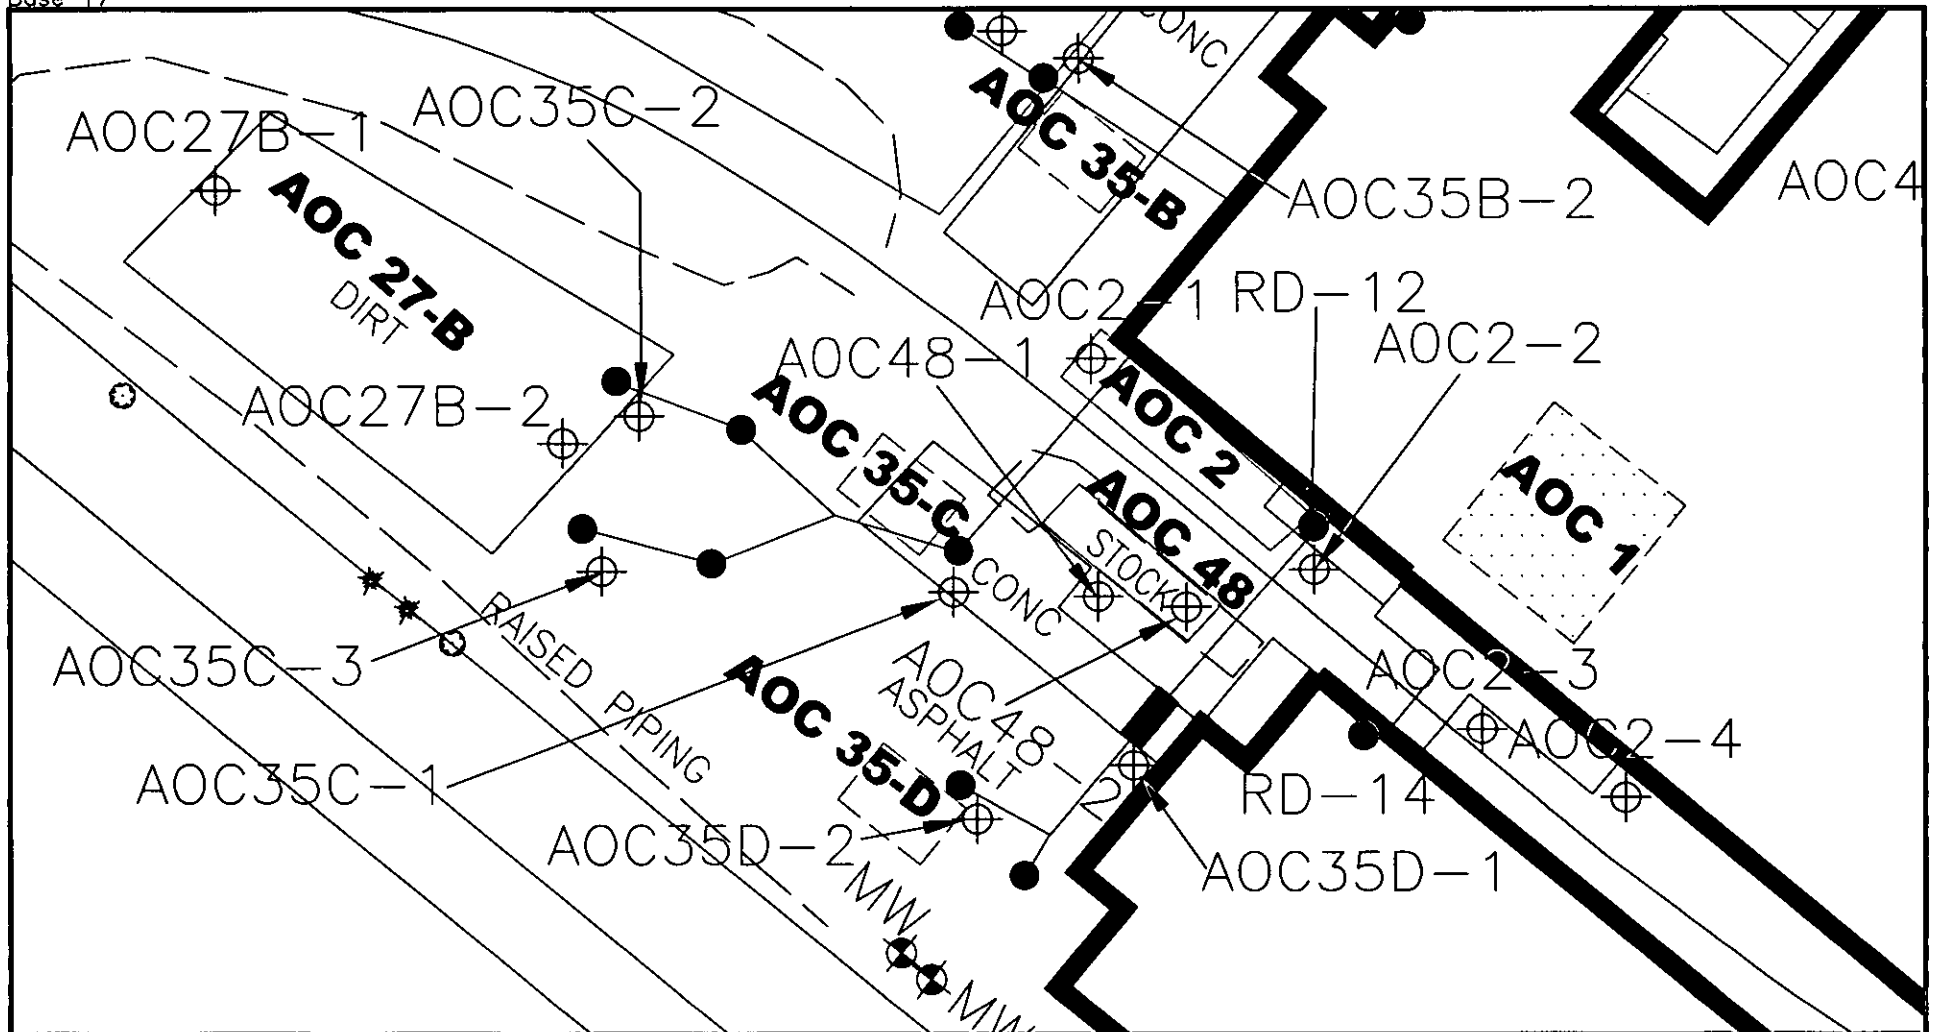 Base 17
CONC
AOC35C-2
AOC27B-1
AOC 35-B
AOC35B-2
AOC4
AOC 27-B
DIRT
AOC2-1
RD-12
AOC48-1
AOC2-2
AOC27B-2
AOC 35-C
AOC 2
AOC 48
STOCK
AOC 1
CONC
AOC35C-3
RAISED PIPING
AOC 35-D
AOC48-2
ASPHALT
AOC2-3
AOC2-4
AOC35C-1
RD-14
AOC35D-2
AOC35D-1
MW
MW